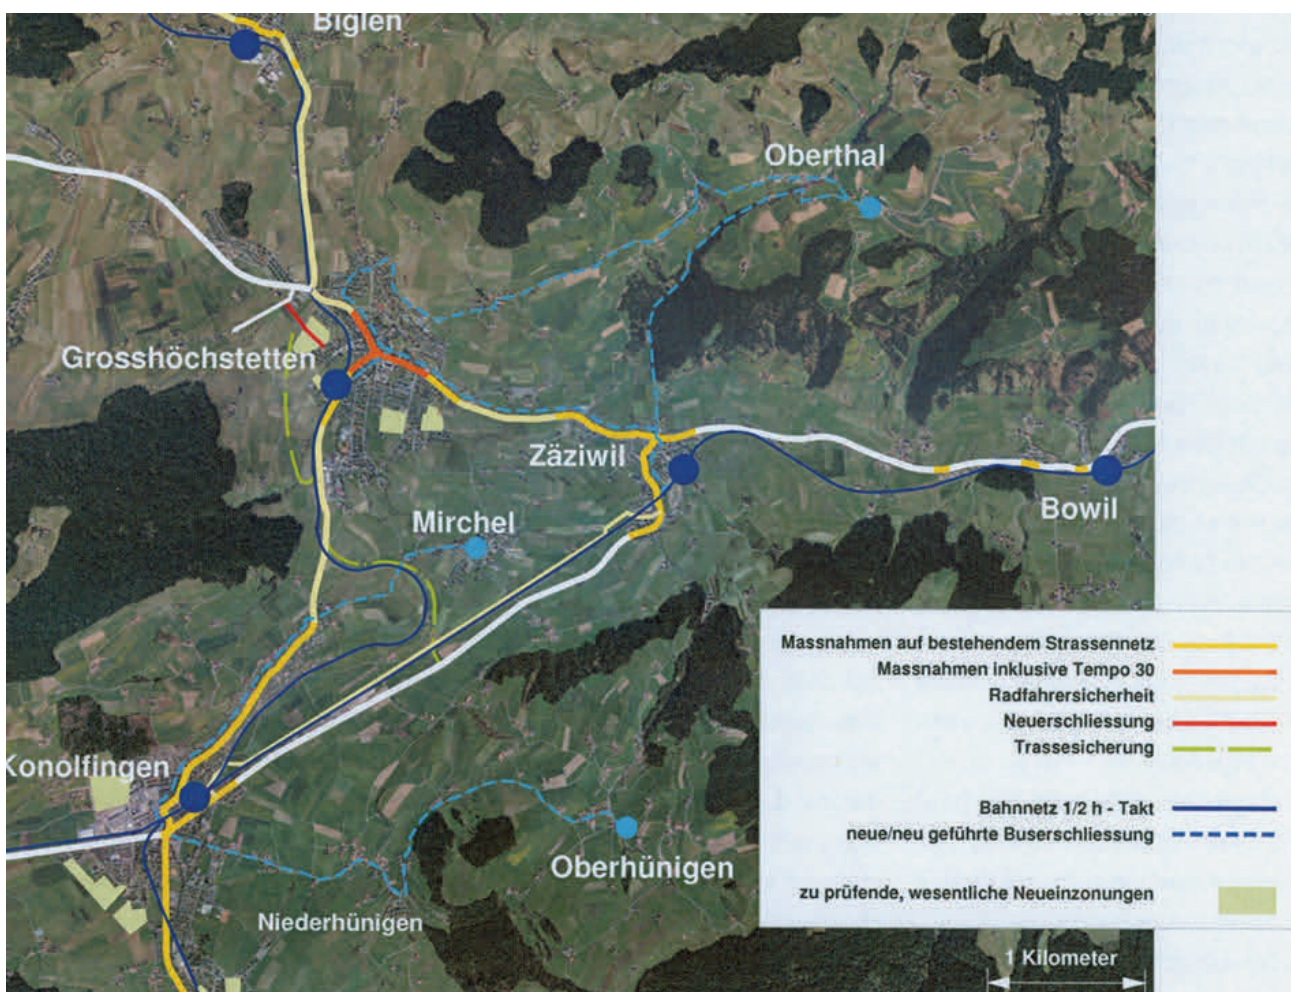 Biglen
Oberthal
Grosshöchstetten
Zäziwil
Bowil
Mirchel
Konolfingen
Oberhünigen
Niederhünigen
Massnahmen auf bestehendem Strassennetz
Massnahmen inklusive Tempo 30
Radfahrersicherheit
Neuerschliessung
Trassesicherung
Bahnnetz 1/2 h - Takt
neue/neu geführte Buserschliessung
zu prüfende, wesentliche Neueinzonungen
1 Kilometer